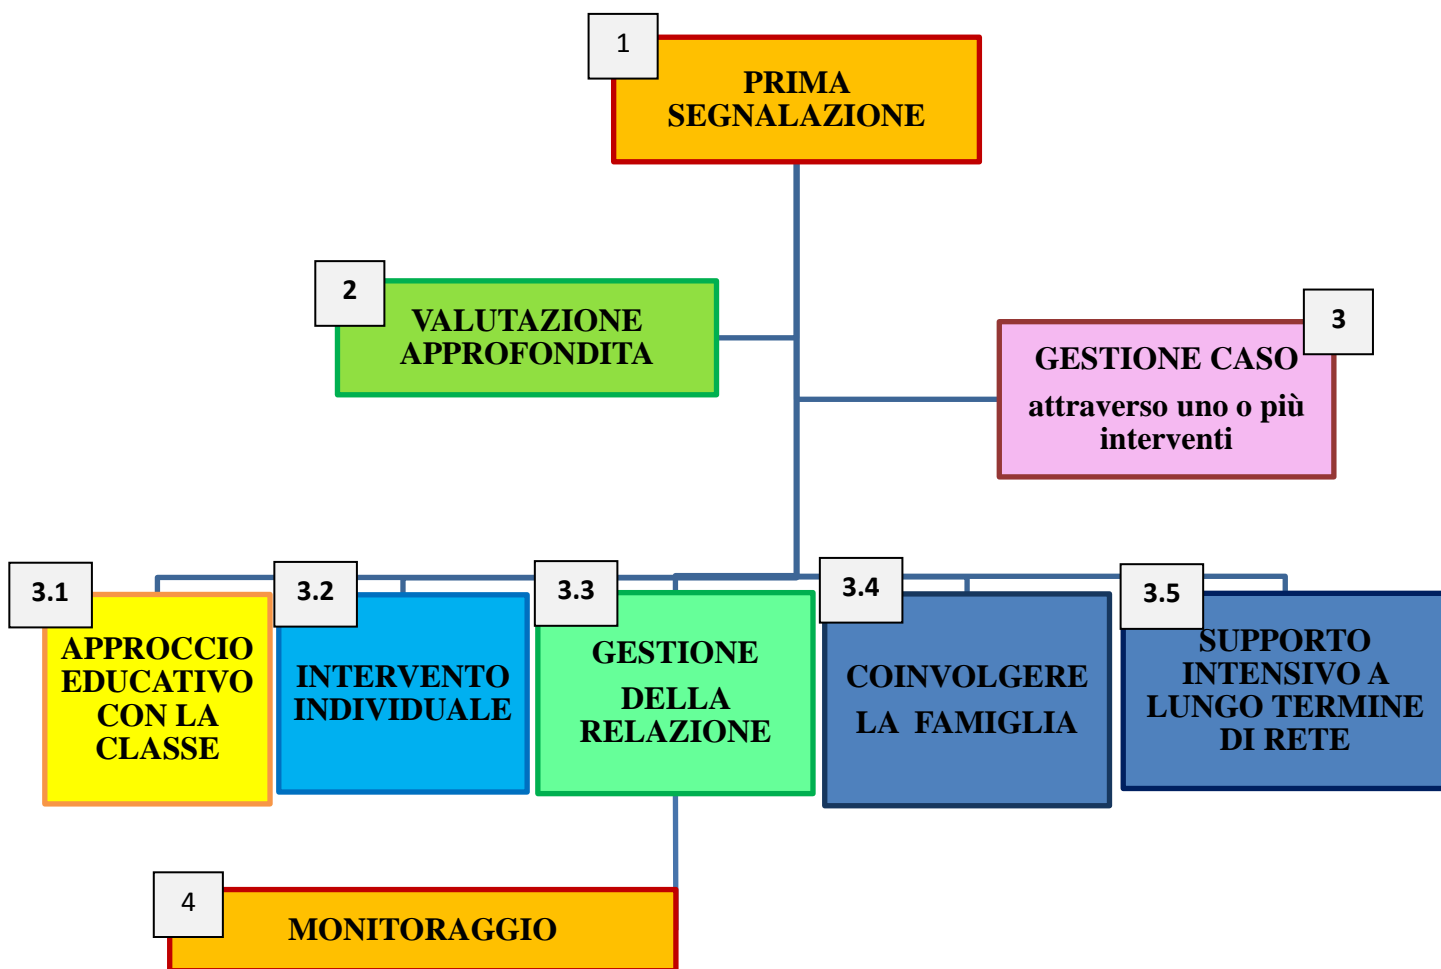 1
PRIMA
SEGNALAZIONE
2
VALUTAZIONE
APPROFONDITA
3
GESTIONE CASO
attraverso uno o più
interventi
3.1
APPROCCIO
EDUCATIVO
CON LA
CLASSE
3.2
INTERVENTO
INDIVIDUALE
3.3
GESTIONE
DELLA
RELAZIONE
3.4
COINVOLGERE
LA FAMIGLIA
3.5
SUPPORTO
INTENSIVO A
LUNGO TERMINE
DI RETE
4
MONITORAGGIO